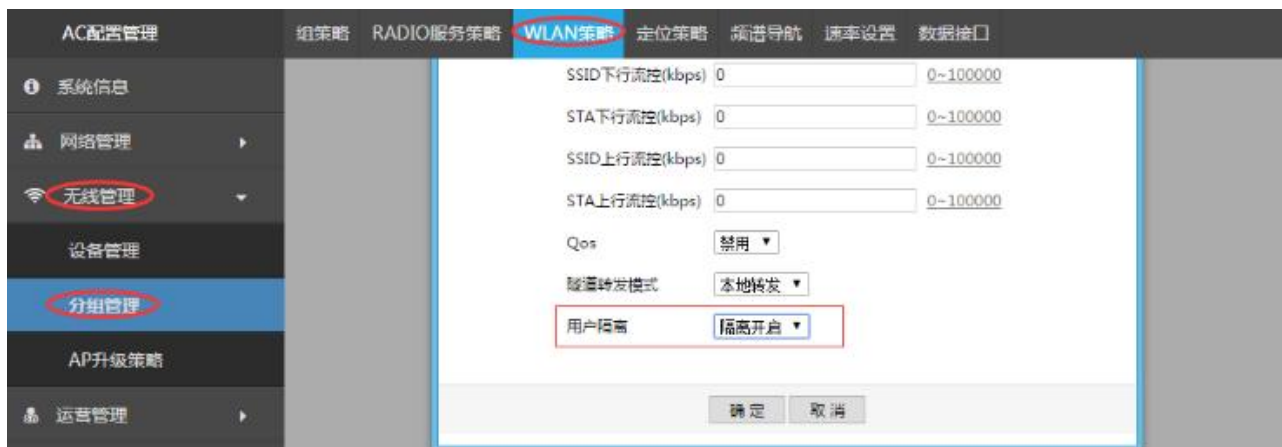 AC配置管理
组策略 RADIO服务策略 WLAN策略 定位策略 频谱导航 速率设置 数据接口
系统信息
网络管理
无线管理
设备管理
分组管理
AP升级策略
运营管理
SSID下行流控(kbps) 0 0~100000
STA下行流控(kbps) 0 0~100000
SSID上行流控(kbps) 0 0~100000
STA上行流控(kbps) 0 0~100000
Qos 禁用
隧道转发模式 本地转发
用户隔离 隔离开启
确定 取消